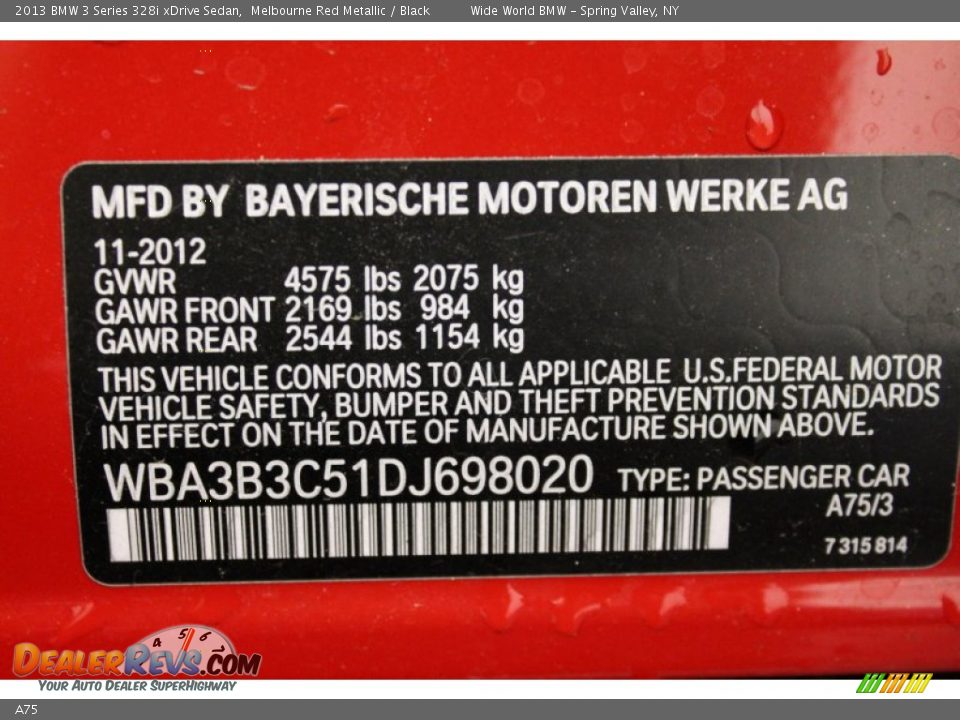 2013 BMW 3 Series 328i xDrive Sedan, Melbourne Red Metallic / Black Wide World BMW - Spring Valley, NY
MFD BY BAYERISCHE MOTOREN WERKE AG
11-2012
GVWR 4575 lbs 2075 kg
GAWR FRONT 2169 lbs 984 kg
GAWR REAR 2544 lbs 1154 kg
THIS VEHICLE CONFORMS TO ALL APPLICABLE U.S.FEDERAL MOTOR
VEHICLE SAFETY, BUMPER AND THEFT PREVENTION STANDARDS
IN EFFECT ON THE DATE OF MANUFACTURE SHOWN ABOVE.
WBA3B3C51DJ698020 TYPE: PASSENGER CAR
A75/3
7 315 814
4 5 6 7
DEALERREVS.COM
YOUR AUTO DEALER SUPERHIGHWAY
A75